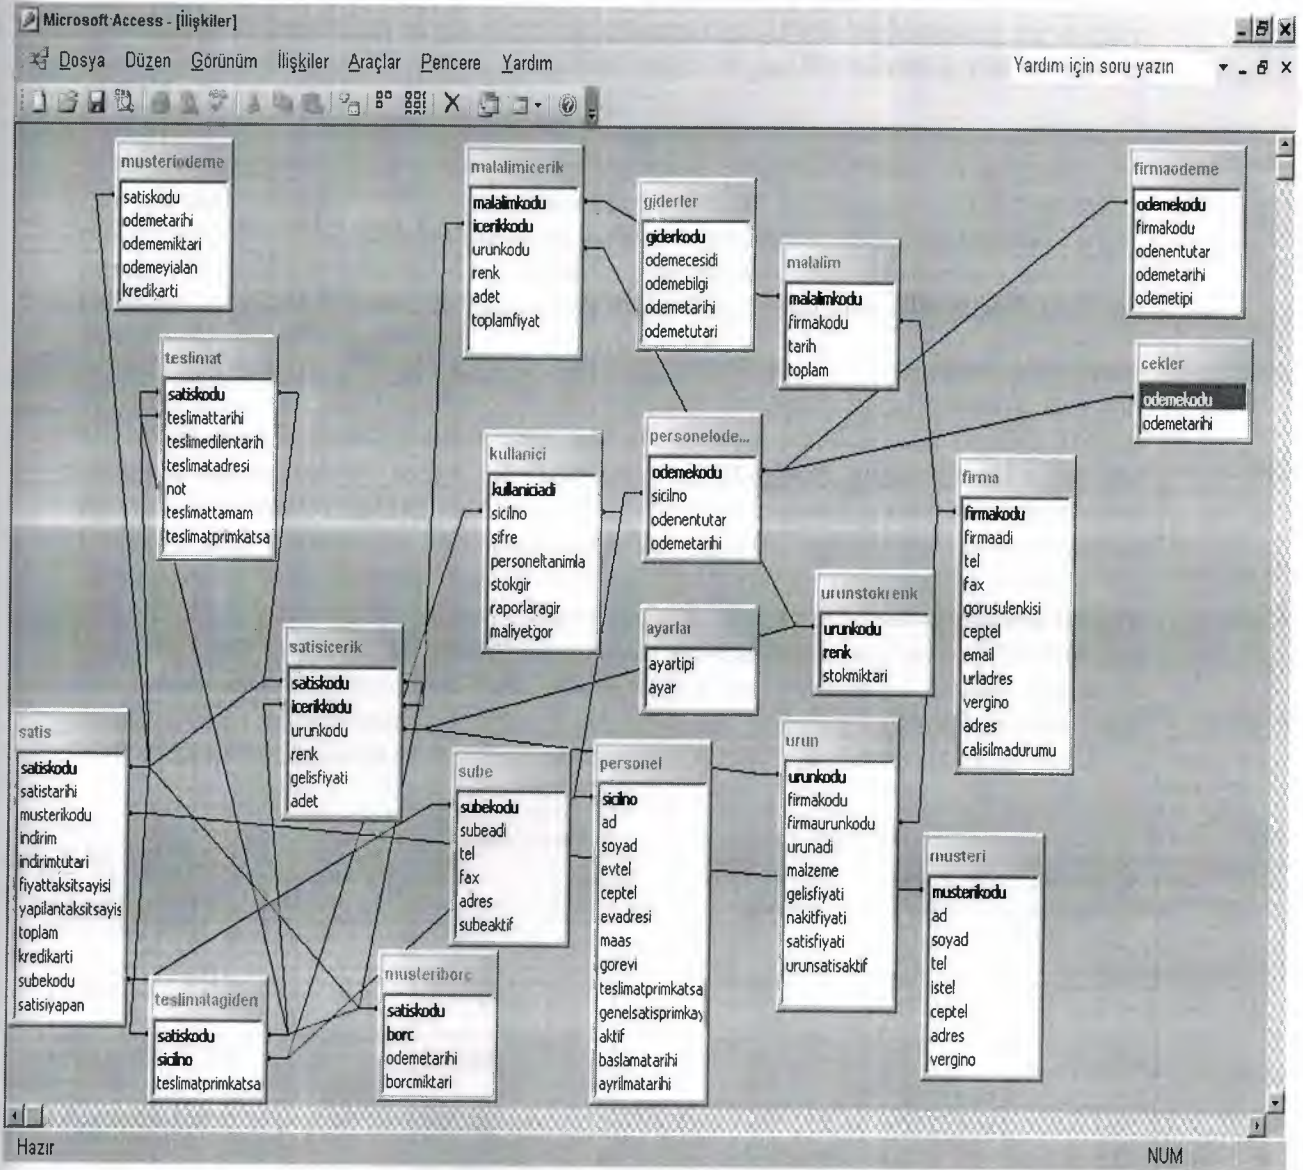 Microsoft Access - [İlişkiler]
Dosya Düzen Görünüm İlişkiler Araçlar Pencere Yardım
Yardım için soru yazın
musteriodeme
satiskodu
odemetarihi
odememiktari
odemeyialan
kredikarti
malalimicerik
malalimkodu
icerikkodu
urunkodu
renk
adet
toplamfiyat
giderler
giderkodu
odemecesidi
odemebilgi
odemetarihi
odemetutari
malalim
malalimkodu
firmakodu
tarih
toplam
firmaodeme
odemekodu
firmakodu
odenentutar
odemetarihi
odemetipi
cekler
odemekodu
odemetarihi
teslimat
satiskodu
teslimattarihi
teslimedilentarih
teslimatadresi
not
teslimattamam
teslimatprimkatsa
kullanici
kullaniciadi
sicilno
sifre
personeltanimla
stokgir
raporlaragir
maliyetgor
personelode...
odemekodu
sicilno
odenentutar
odemetarihi
firma
firmakodu
firmaadi
tel
fax
gorusulenkisi
ceptel
email
urladres
vergino
adres
calisilmadurumu
urunstokrenk
urunkodu
renk
stokmiktari
ayarlar
ayartipi
ayar
satisicerik
satiskodu
icerikkodu
urunkodu
renk
gelisfiyati
adet
satis
satiskodu
satistarihi
musterikodu
indirim
indirimtutari
fiyattaksitsayisi
yapilantaksitsayis
toplam
kredikarti
subekodu
satisiyapan
sube
subekodu
subeadi
tel
fax
adres
subeaktif
personel
sicilno
ad
soyad
evtel
ceptel
evadresi
maas
gorevi
teslimatprimkatsa
genelsatisprimkay
aktif
baslamatarihi
ayrilmatarihi
urun
urunkodu
firmakodu
firmaurunkodu
urunadi
malzeme
gelisfiyati
nakitfiyati
satisfiyati
urunsatisaktif
musteri
musterikodu
ad
soyad
tel
istel
ceptel
adres
vergino
teslimatagiden
satiskodu
sicilno
teslimatprimkatsa
musteriborc
satiskodu
borc
odemetarihi
borcmiktari
Hazır
NUM